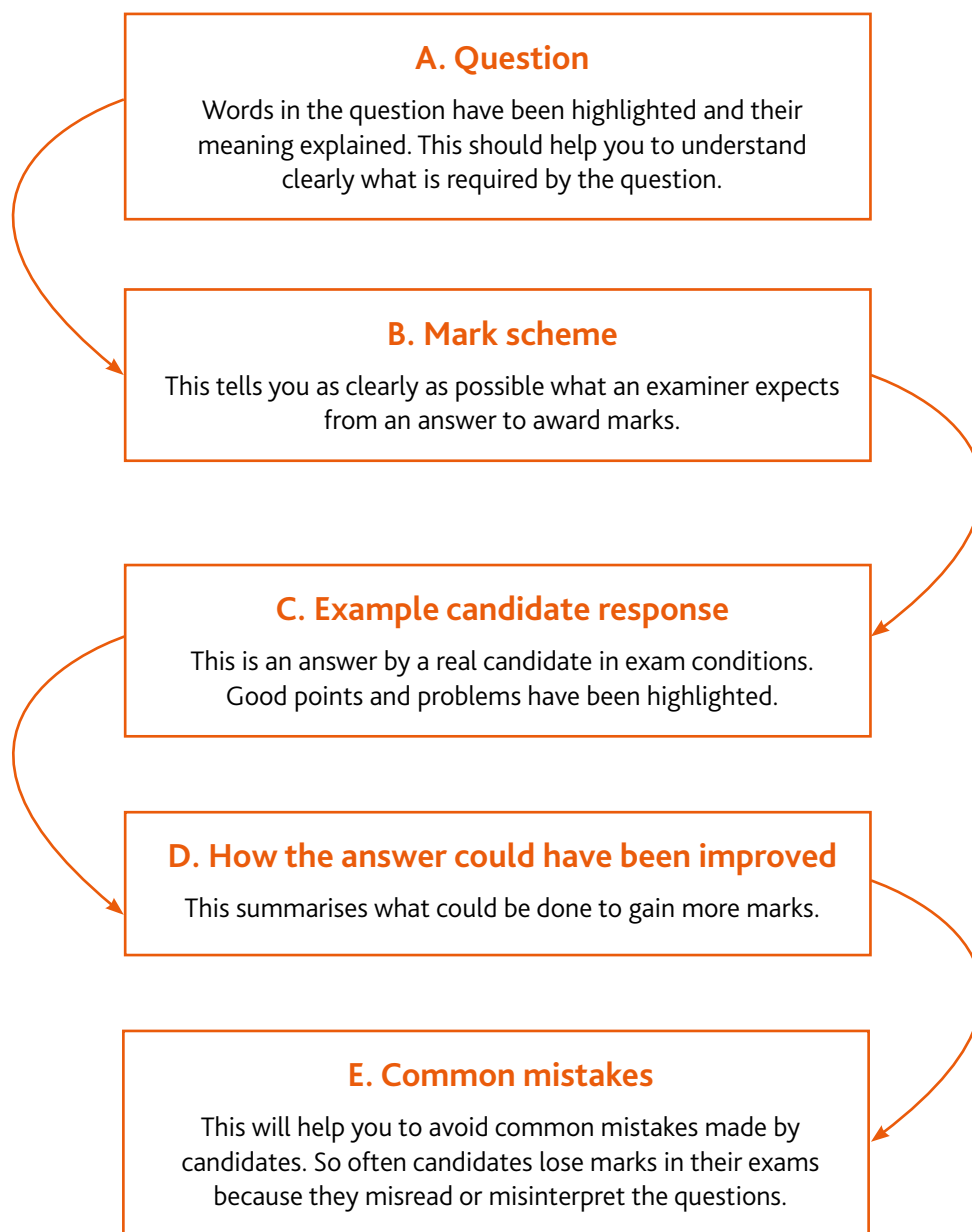 A. Question
Words in the question have been highlighted and their
meaning explained. This should help you to understand
clearly what is required by the question.
B. Mark scheme
This tells you as clearly as possible what an examiner expects
from an answer to award marks.
C. Example candidate response
This is an answer by a real candidate in exam conditions.
Good points and problems have been highlighted.
D. How the answer could have been improved
This summarises what could be done to gain more marks.
E. Common mistakes
This will help you to avoid common mistakes made by
candidates. So often candidates lose marks in their exams
because they misread or misinterpret the questions.